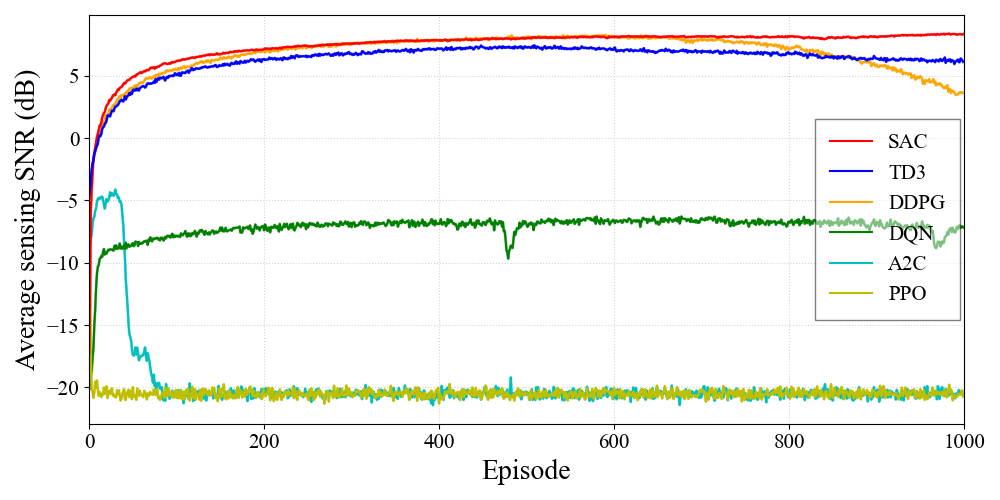 Average sensing SNR (dB)
5
0
−5
−10
−15
−20
0
200
400
600
800
1000
Episode
SAC
TD3
DDPG
DQN
A2C
PPO